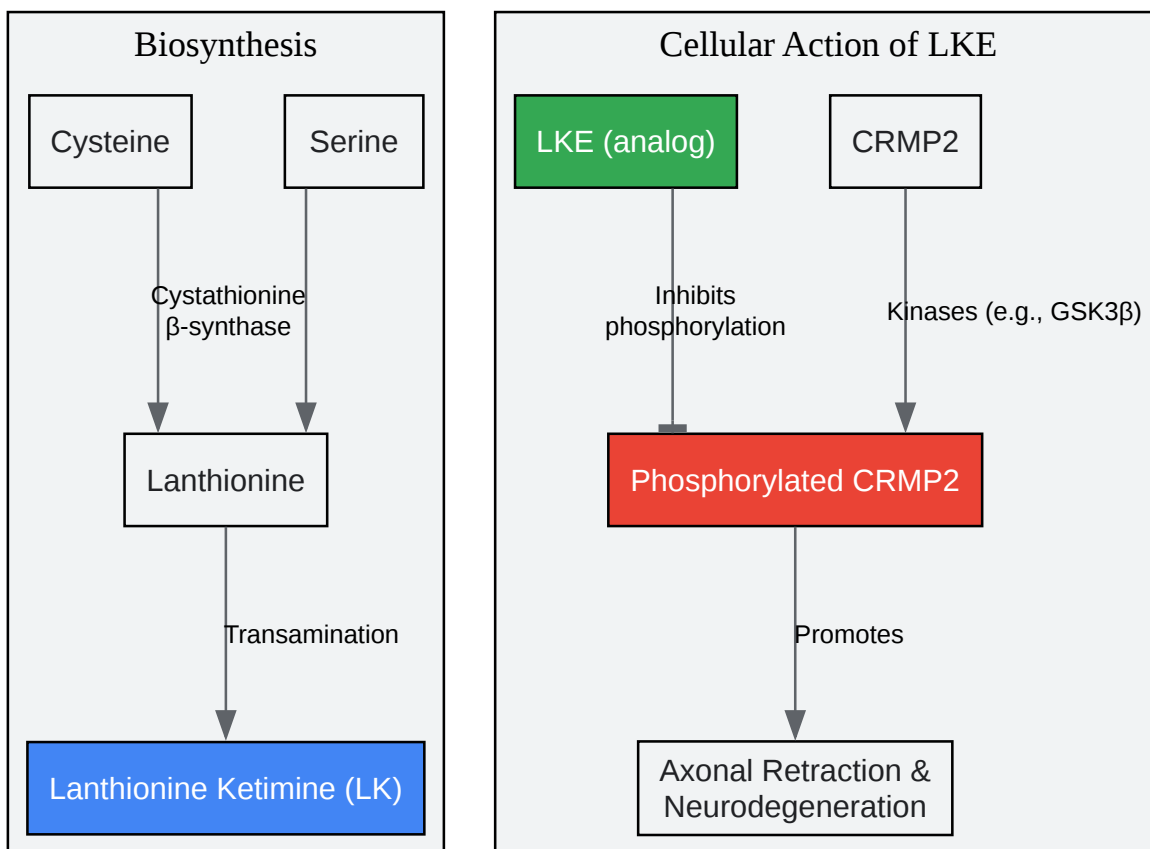 Biosynthesis
Cysteine
Serine
Cystathionine
β-synthase
Lanthionine
Transamination
Lanthionine Ketimine (LK)
Cellular Action of LKE
LKE (analog)
CRMP2
Inhibits
phosphorylation
Kinases (e.g., GSK3β)
Phosphorylated CRMP2
Promotes
Axonal Retraction &
Neurodegeneration